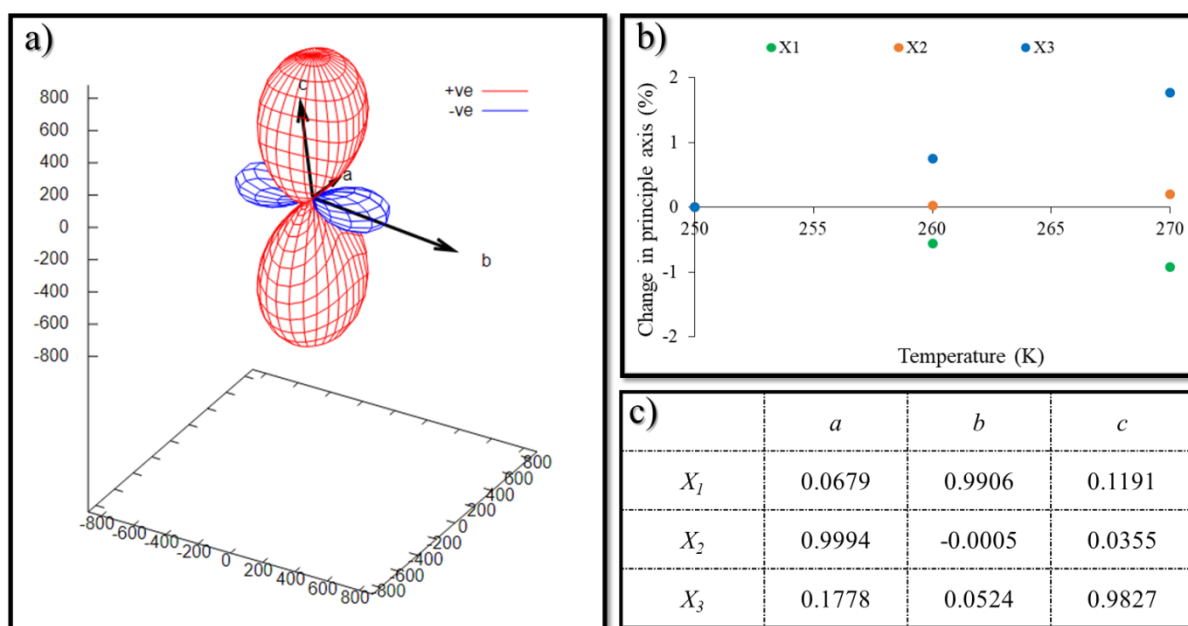 a)
c
a
b
+ve
-ve
800
600
400
200
0
-200
-400
-600
-800
-800
-600
-400
-200
0
200
400
600
800
-800
-600
-400
-200
0
200
400
600
800
b)
X1 X2 X3
Change in principle axis (%)
2
1
0
-1
-2
250 255 260 265 270
Temperature (K)
c)
a b c
X1 0.0679 0.9906 0.1191
X2 0.9994 -0.0005 0.0355
X3 0.1778 0.0524 0.9827